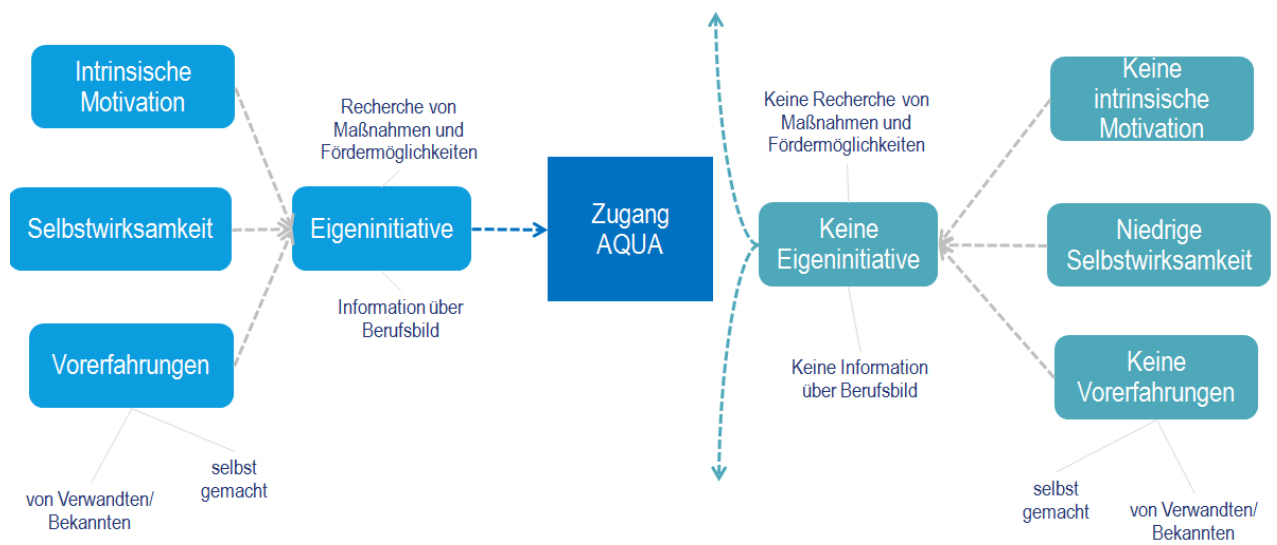 Intrinsische
Motivation
Recherche von
Maßnahmen und
Fördermöglichkeiten
Selbstwirksamkeit
Eigeninitiative
Information über
Berufsbild
Vorerfahrungen
selbst
gemacht
von Verwandten/
Bekannten
Zugang
AQUA
Keine Recherche von
Maßnahmen und
Fördermöglichkeiten
Keine
Eigeninitiative
Keine Information
über Berufsbild
Keine
intrinsische
Motivation
Niedrige
Selbstwirksamkeit
Keine
Vorerfahrungen
selbst
gemacht
von Verwandten/
Bekannten